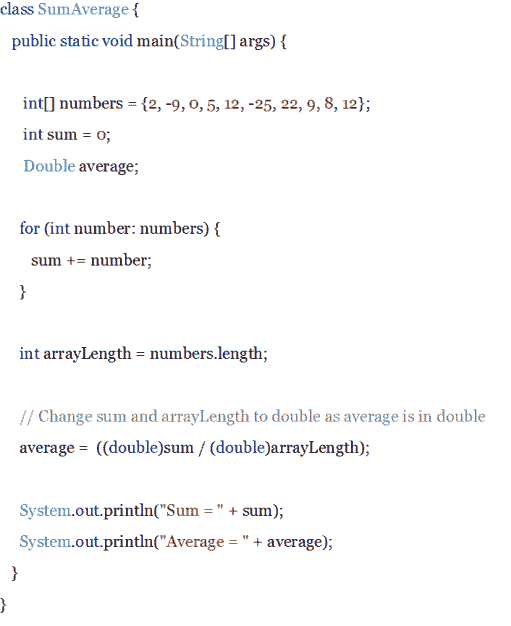 class SumAverage {
public static void main(String[] args) {
int[] numbers = {2, -9, 0, 5, 12, -25, 22, 9, 8, 12};
int sum = 0;
Double average;
for (int number: numbers) {
sum += number;
}
int arrayLength = numbers.length;
// Change sum and arrayLength to double as average is in double
average =  ((double)sum / (double)arrayLength);
System.out.println("Sum = " + sum);
System.out.println("Average = " + average);
}
}